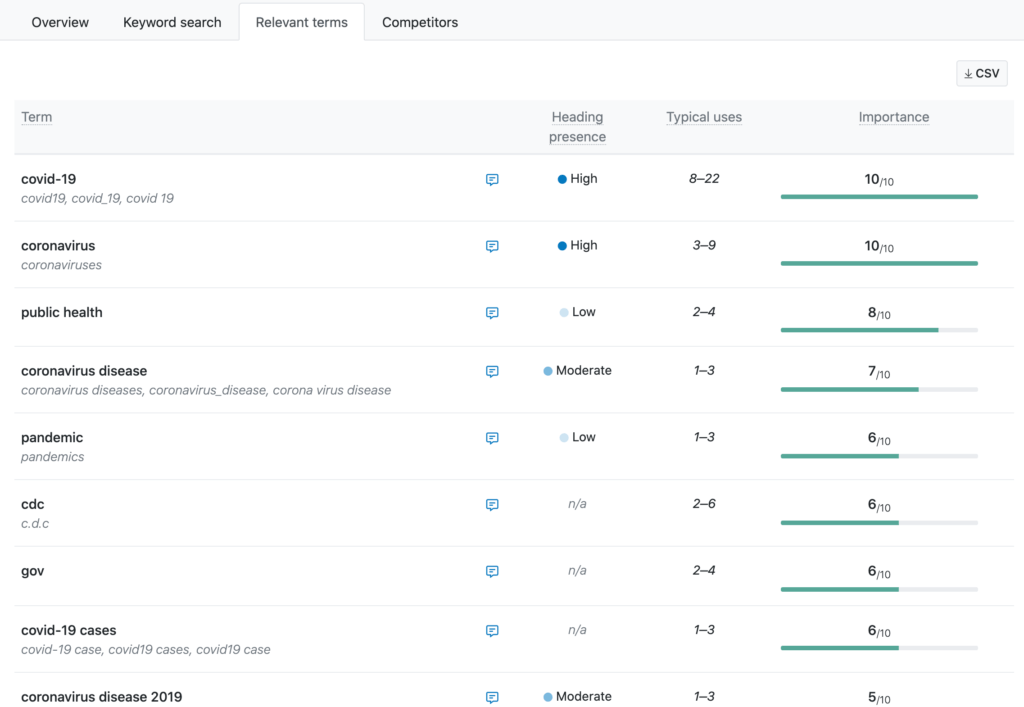 Overview Keyword search Relevant terms Competitors
CSV
Term Heading presence Typical uses Importance
covid-19 High 8–22 10/10
covid19, covid_19, covid 19
coronavirus High 3–9 10/10
coronaviruses
public health Low 2–4 8/10
coronavirus disease Moderate 1–3 7/10
coronavirus diseases, coronavirus_disease, corona virus disease
pandemic Low 1–3 6/10
pandemics
cdc n/a 2–6 6/10
c.d.c
gov n/a 2–4 6/10
covid-19 cases n/a 1–3 6/10
covid-19 case, covid19 cases, covid19 case
coronavirus disease 2019 Moderate 1–3 5/10